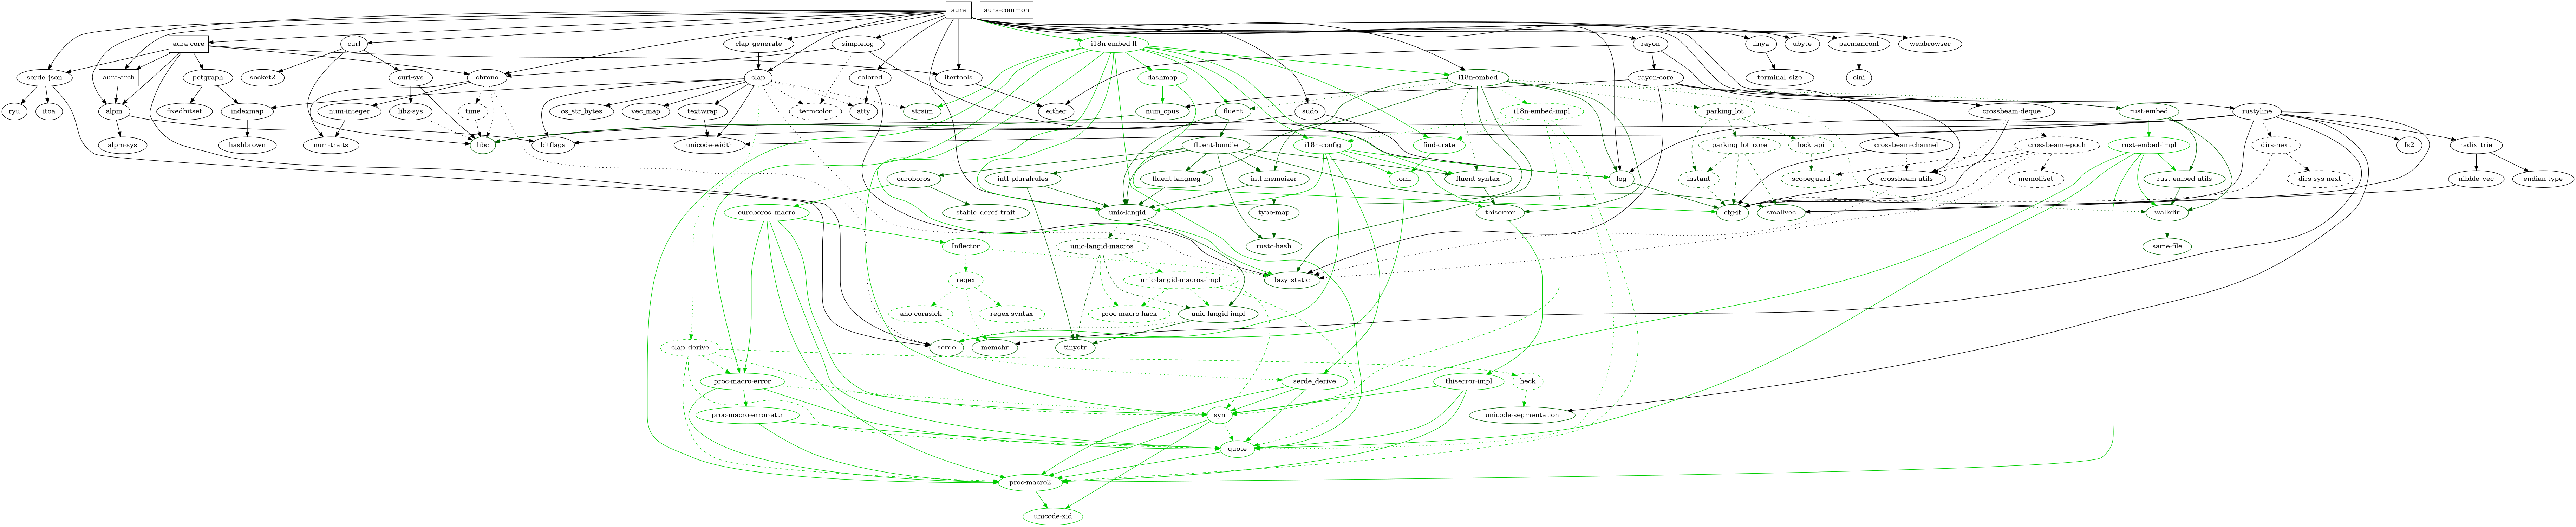 aura
aura-common
aura-core
curl
clap_generate
simplelog
i18n-embed-fl
rayon
linya
ubyte
pacmanconf
webbrowser
serde_json
aura-arch
petgraph
socket2
curl-sys
chrono
clap
colored
itertools
dashmap
i18n-embed
rayon-core
terminal_size
cini
ryu
itoa
alpm
fixedbitset
indexmap
num-integer
libz-sys
time
os_str_bytes
vec_map
textwrap
termcolor
atty
strsim
either
num_cpus
fluent
sudo
i18n-embed-impl
parking_lot
crossbeam-deque
rust-embed
rustyline
alpm-sys
hashbrown
num-traits
libc
bitflags
unicode-width
fluent-bundle
i18n-config
find-crate
parking_lot_core
lock_api
crossbeam-channel
crossbeam-epoch
rust-embed-impl
dirs-next
fs2
radix_trie
ouroboros
intl_pluralrules
fluent-langneg
intl-memoizer
toml
fluent-syntax
log
instant
scopeguard
crossbeam-utils
memoffset
rust-embed-utils
dirs-sys-next
nibble_vec
endian-type
ouroboros_macro
stable_deref_trait
unic-langid
type-map
thiserror
cfg-if
smallvec
walkdir
Inflector
unic-langid-macros
rustc-hash
same-file
regex
unic-langid-macros-impl
lazy_static
aho-corasick
regex-syntax
proc-macro-hack
unic-langid-impl
clap_derive
serde
memchr
tinystr
proc-macro-error
serde_derive
thiserror-impl
heck
proc-macro-error-attr
syn
unicode-segmentation
quote
proc-macro2
unicode-xid